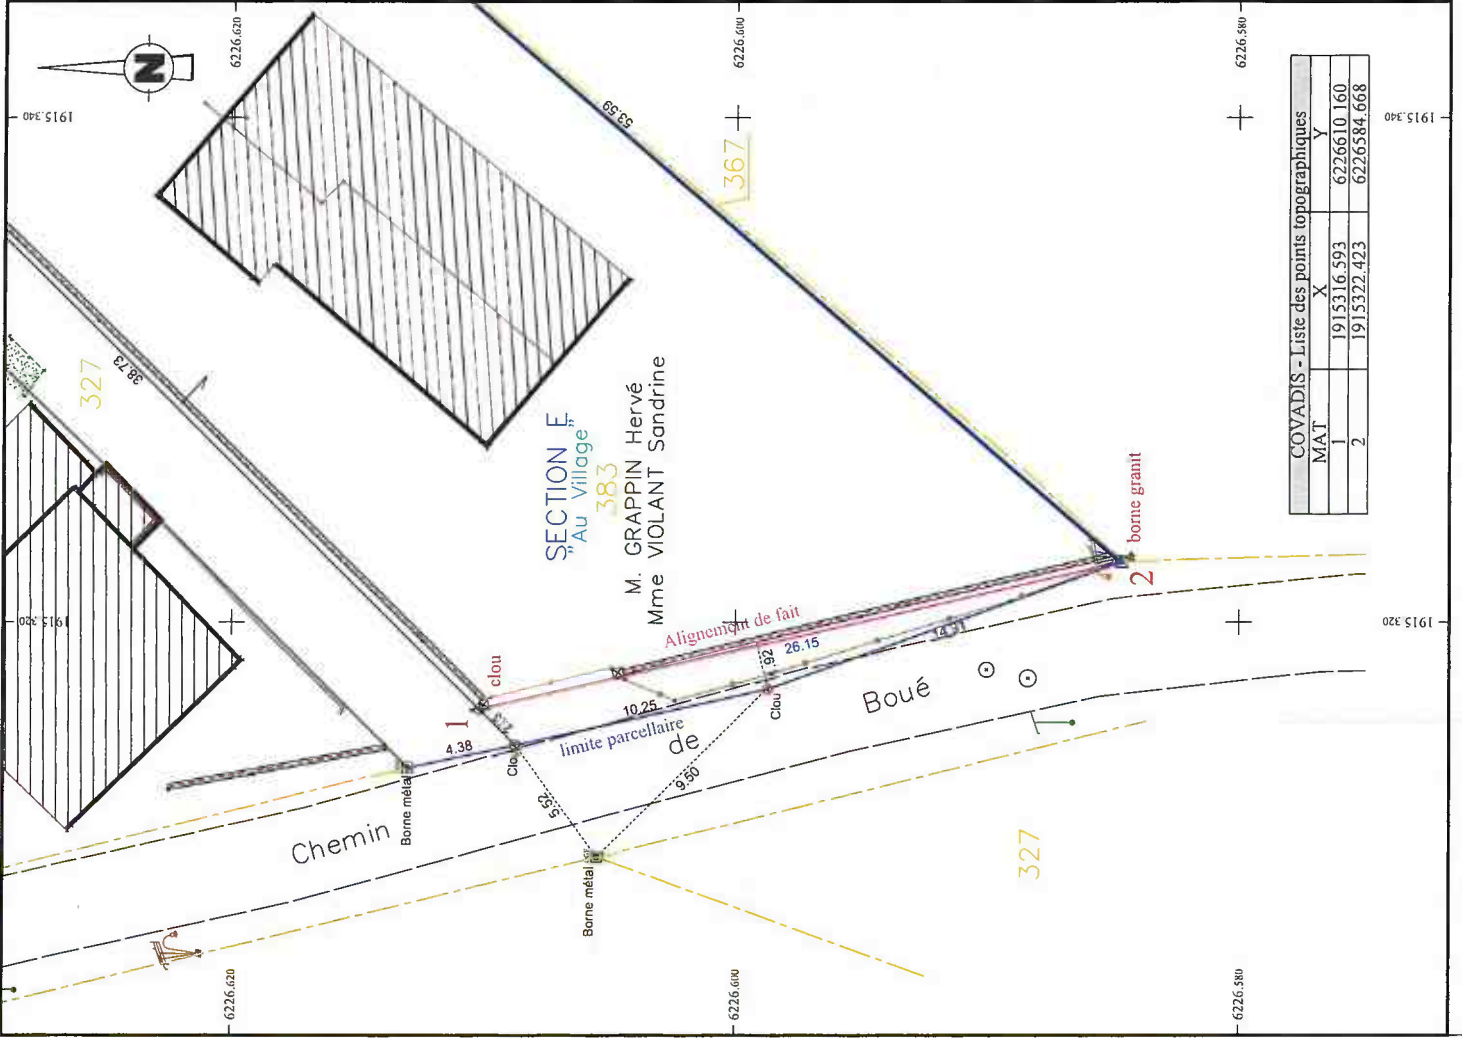 6226.620
6226.600
6226.580
1915.340
1915.340
N
53.59
367
327
38.73
1915.320
1915.320
SECTION E
"Au Village"
383
M. GRAPPIN Hervé
Mme VIOLANT Sandrine
COVADIS - Liste des points topographiques
MAT X Y
1 1915316.593 6226610.160
2 1915322.423 6226584.668
borne granit
2
Alignement de fait
26.15
14.31
.92
clou
1
10.25
limite parcellaire
4.38
Clou
Clou
Borne métal
5.52
9.50
Borne métal
Chemin
de
Boué
327
6226.620
6226.600
6226.580